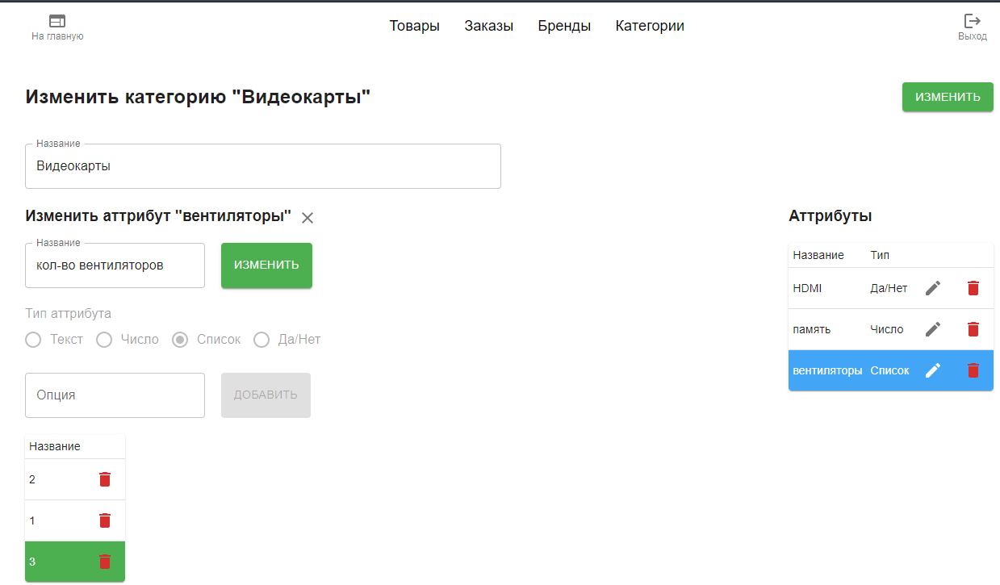 На главную
Товары Заказы Бренды Категории
Выход
Изменить категорию "Видеокарты"
ИЗМЕНИТЬ
Название
Видеокарты
Изменить аттрибут "вентиляторы"
Название
кол-во вентиляторов
ИЗМЕНИТЬ
Тип аттрибута
Текст Число Список Да/Нет
Опция
ДОБАВИТЬ
Название
2
1
3
Аттрибуты
Название Тип
HDMI Да/Нет
память Число
вентиляторы Список